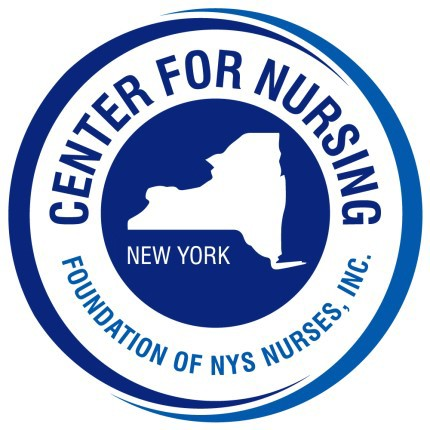 CENTER FOR NURSING
NEW YORK
FOUNDATION OF NYS NURSES, INC.